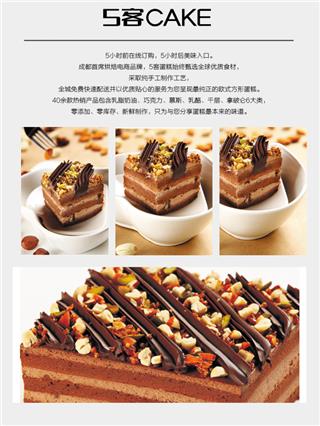 5客CAKE
5小时前在线订购，5小时后美味入口。
成都首席烘焙电商品牌，5客蛋糕始终甄选全球优质食材，
采取纯手工制作工艺，
全城免费快速配送并以优质贴心的服务为您呈现最纯正的欧式方形蛋糕。
40余款热销产品包含乳脂奶油、巧克力、慕斯、乳酪、千层、拿破仑6大类，
零添加、零库存、新鲜制作，只为与您分享蛋糕最本来的味道。